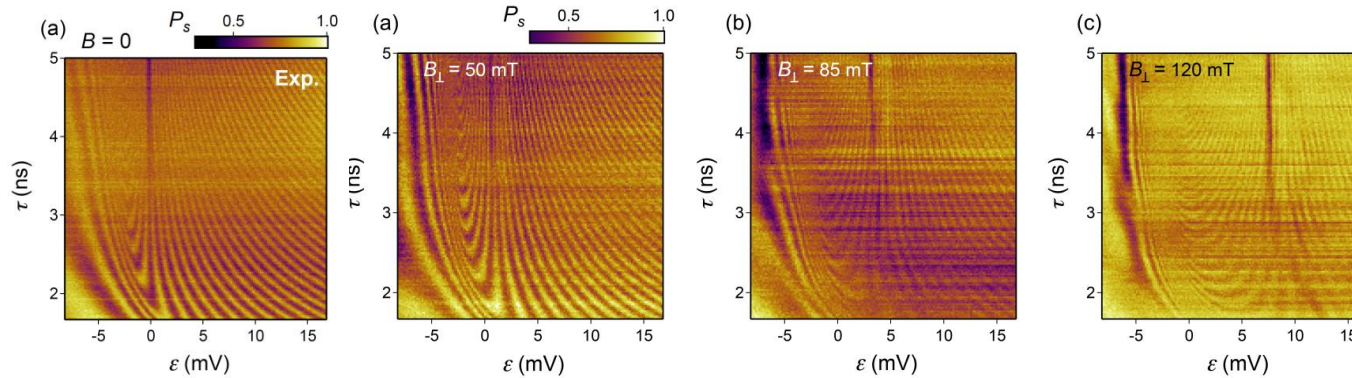 (a)
B = 0
P_s
0.5
1.0
Exp.
5
4
3
2
τ (ns)
-5
0
5
10
15
ε (mV)
(a)
P_s
0.5
1.0
B⊥ = 50 mT
5
4
3
2
τ (ns)
-5
0
5
10
15
ε (mV)
(b)
B⊥ = 85 mT
5
4
3
2
τ (ns)
-5
0
5
10
15
ε (mV)
(c)
B⊥ = 120 mT
5
4
3
2
τ (ns)
-5
0
5
10
15
ε (mV)